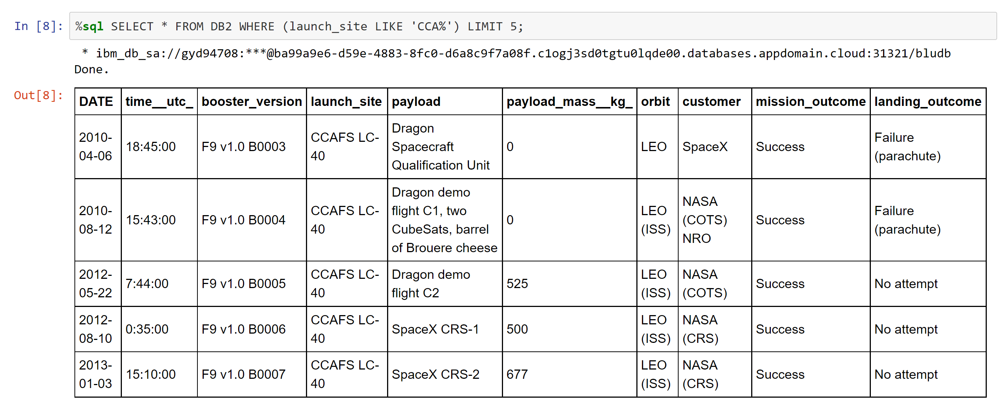 In [8]: %sql SELECT * FROM DB2 WHERE (launch_site LIKE 'CCA%') LIMIT 5;
* ibm_db_sa://gyd94708:***@ba99a9e6-d59e-4883-8fc0-d6a8c9f7a08f.c1ogj3sd0tgtu0lqde00.databases.appdomain.cloud:31321/bludb
Done.
Out[8]:
DATE time__utc_ booster_version launch_site payload payload_mass__kg_ orbit customer mission_outcome landing_outcome
2010-
04-06
18:45:00
F9 v1.0 B0003
CCAFS LC-
40
Dragon
Spacecraft
Qualification Unit
0
LEO
SpaceX
Success
Failure
(parachute)
2010-
08-12
15:43:00
F9 v1.0 B0004
CCAFS LC-
40
Dragon demo
flight C1, two
CubeSats, barrel
of Brouere cheese
0
LEO
(ISS)
NASA
(COTS)
NRO
Success
Failure
(parachute)
2012-
05-22
7:44:00
F9 v1.0 B0005
CCAFS LC-
40
Dragon demo
flight C2
525
LEO
(ISS)
NASA
(COTS)
Success
No attempt
2012-
08-10
0:35:00
F9 v1.0 B0006
CCAFS LC-
40
SpaceX CRS-1
500
LEO
(ISS)
NASA
(CRS)
Success
No attempt
2013-
01-03
15:10:00
F9 v1.0 B0007
CCAFS LC-
40
SpaceX CRS-2
677
LEO
(ISS)
NASA
(CRS)
Success
No attempt